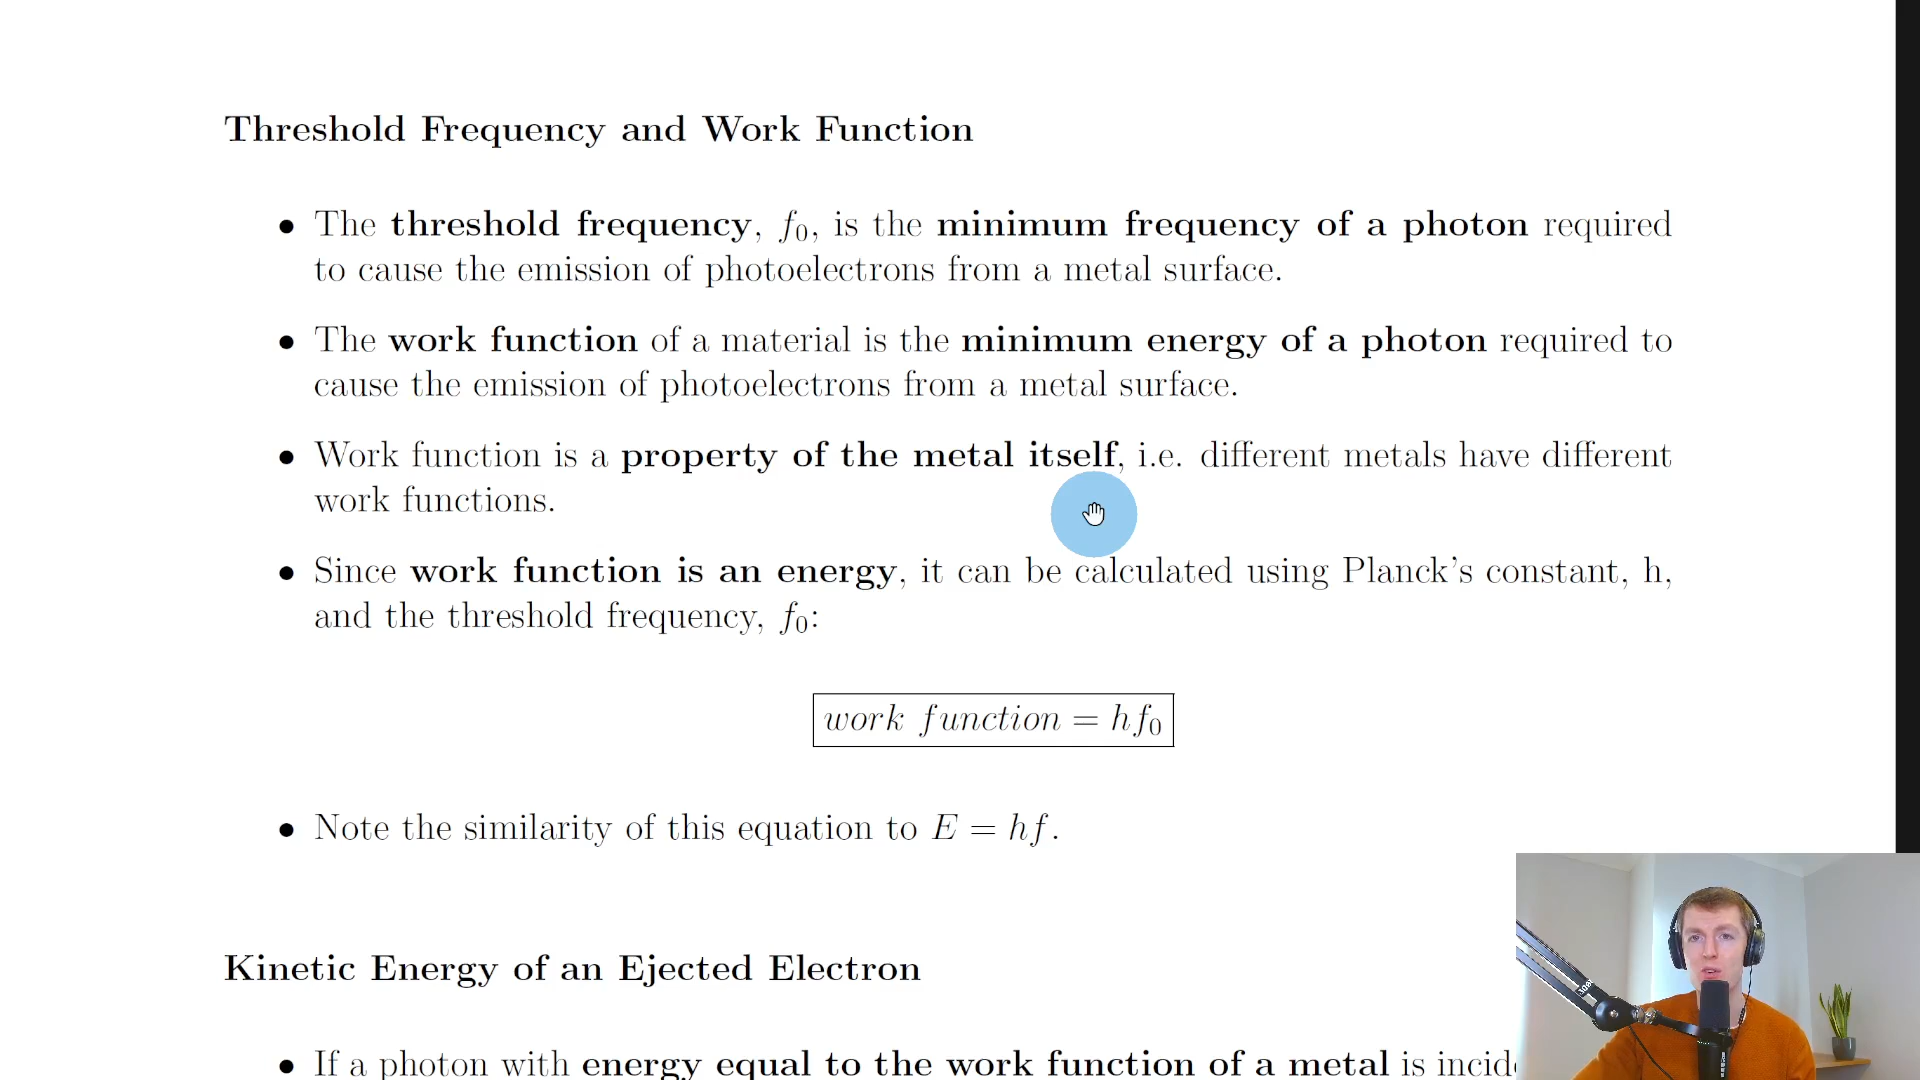 Threshold Frequency and Work Function
• The threshold frequency, f₀, is the minimum frequency of a photon required
to cause the emission of photoelectrons from a metal surface.
• The work function of a material is the minimum energy of a photon required to
cause the emission of photoelectrons from a metal surface.
• Work function is a property of the metal itself, i.e. different metals have different
work functions.
• Since work function is an energy, it can be calculated using Planck's constant, h,
and the threshold frequency, f₀:
work function = hf₀
• Note the similarity of this equation to E = hf.
Kinetic Energy of an Ejected Electron
• If a photon with energy equal to the work function of a metal is